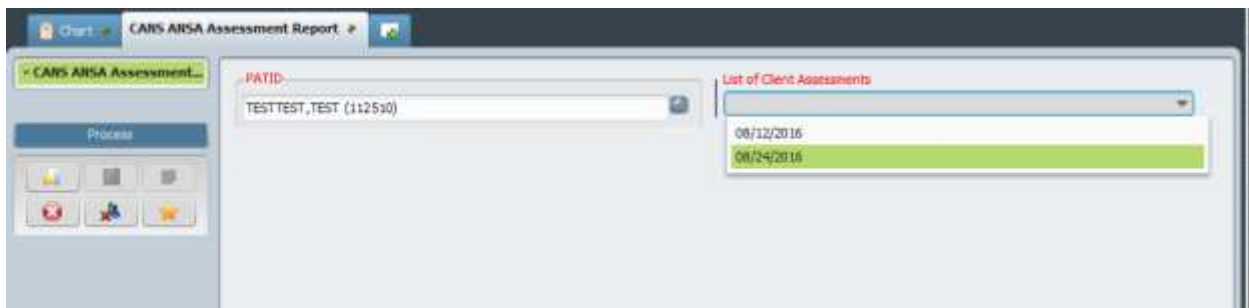 Chart
CANS ANSA Assessment Report
CANS ANSA Assessment...
PATID
List of Client Assessments
TESTTEST,TEST (112510)
Process
08/12/2016
08/24/2016